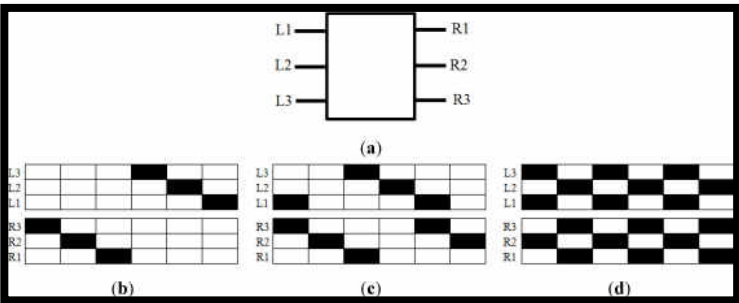 L1 R1
L2 R2
L3 R3
(a)
L3 L3 L3
L2 L2 L2
L1 L1 L1
R3 R3 R3
R2 R2 R2
R1 R1 R1
(b) (c) (d)